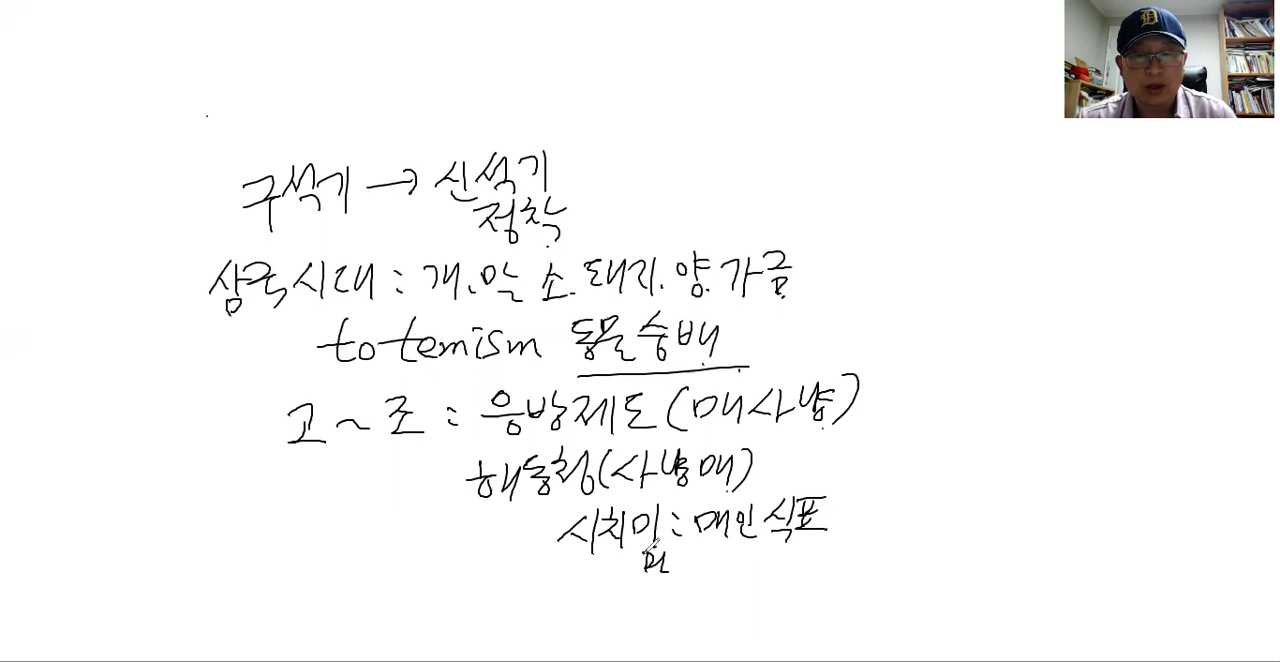 구석기 → 신석기
정착
삼국시대 : 개.말 소.돼지.양.가금
totemism 동물숭배
고~조 : 응방제도(매사냥)
해동청(사냥매)
시치미 : 매인식표